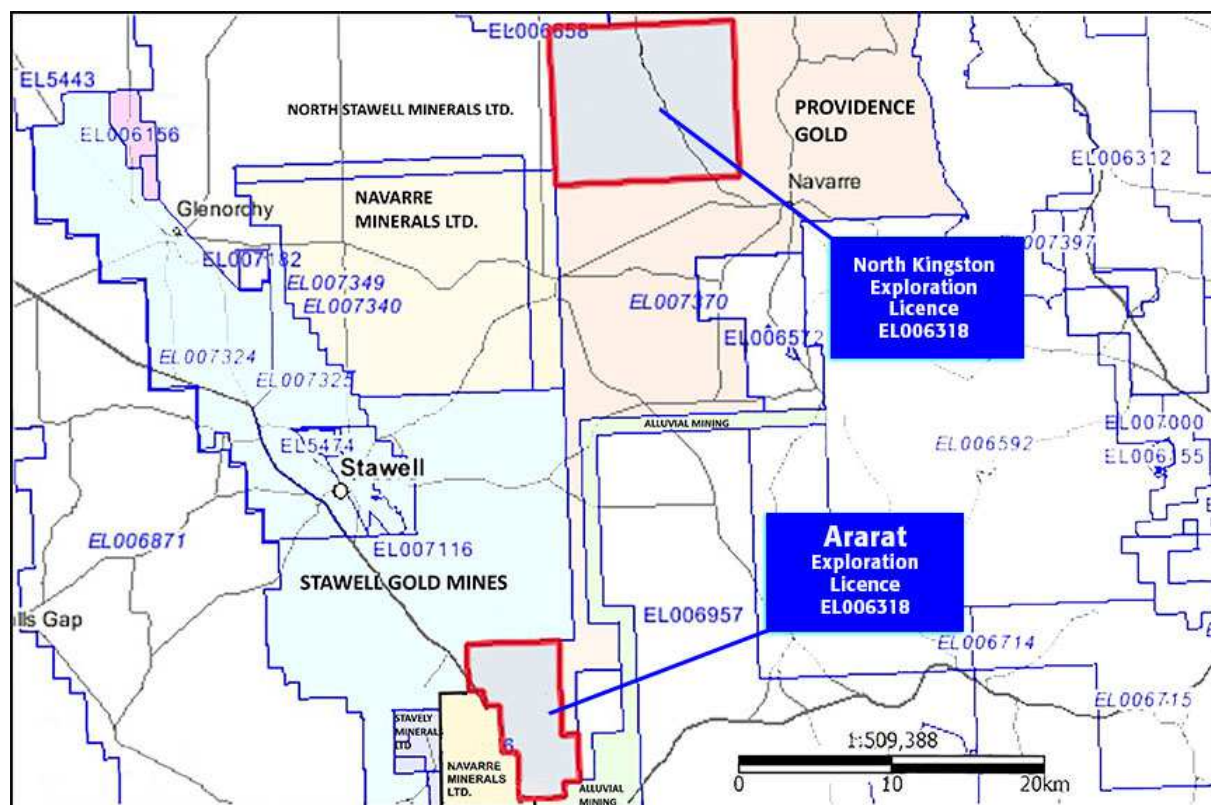 EL006658
EL5443
NORTH STAWELL MINERALS LTD.
PROVIDENCE
GOLD
EL006156
EL006312
NAVARRE
MINERALS LTD.
Navarre
Glenorchy
EL007397
EL007182
North Kingston
Exploration
Licence
EL006318
EL007349
EL007340
EL007370
EL006572
EL007324
EL007325
ALLUVIAL MINING
EL007000
EL5474
EL006592
EL006155
Stawell
EL006871
EL007116
Ararat
Exploration
Licence
EL006318
STAWELL GOLD MINES
lls Gap
EL006957
EL006714
EL006715
STAVELY
MINERALS
LTD
6
1:509,388
NAVARRE
MINERALS
LTD.
ALLUVIAL
MINING
0 10 20km